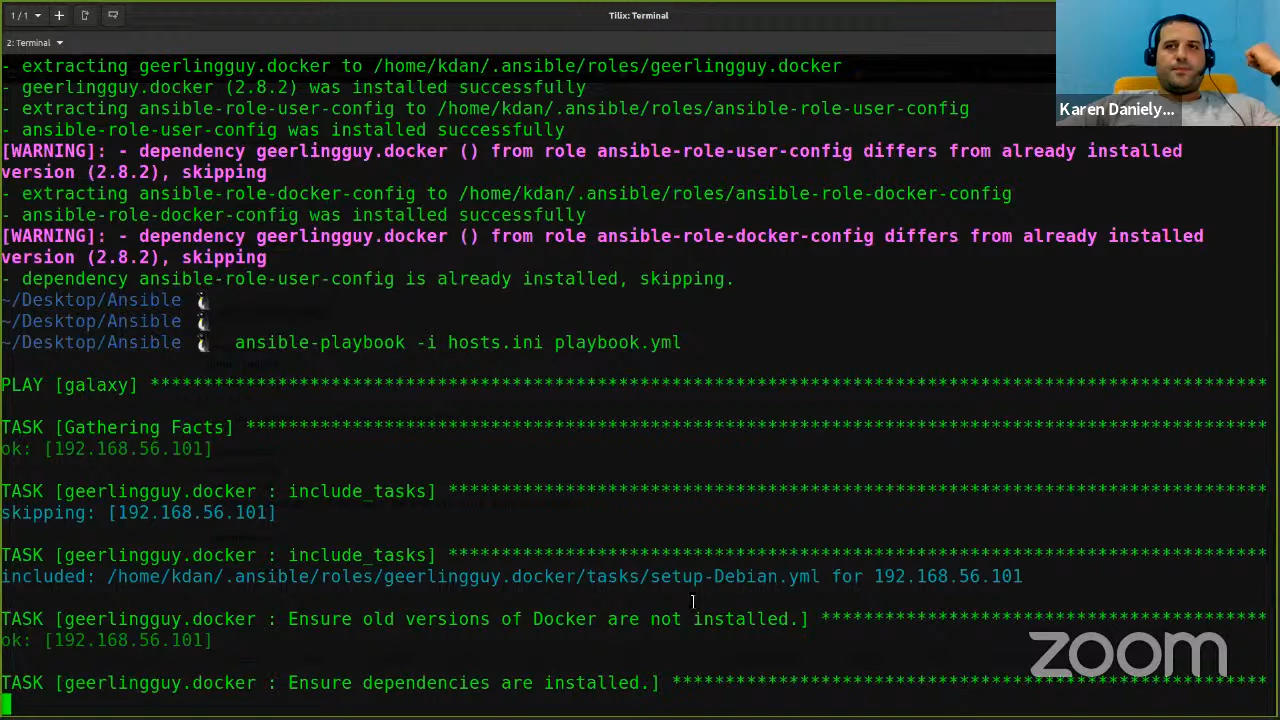 1 / 1
Tilix: Terminal
2: Terminal
- extracting geerlingguy.docker to /home/kdan/.ansible/roles/geerlingguy.docker
- geerlingguy.docker (2.8.2) was installed successfully
- extracting ansible-role-user-config to /home/kdan/.ansible/roles/ansible-role-user-config
Karen Daniely...
- ansible-role-user-config was installed successfully
[WARNING]: - dependency geerlingguy.docker () from role ansible-role-user-config differs from already installed
version (2.8.2), skipping
- extracting ansible-role-docker-config to /home/kdan/.ansible/roles/ansible-role-docker-config
- ansible-role-docker-config was installed successfully
[WARNING]: - dependency geerlingguy.docker () from role ansible-role-docker-config differs from already installed
version (2.8.2), skipping
- dependency ansible-role-user-config is already installed, skipping.
~/Desktop/Ansible
~/Desktop/Ansible
~/Desktop/Ansible ansible-playbook -i hosts.ini playbook.yml
PLAY [galaxy] *********************************************************************************************************
TASK [Gathering Facts] ************************************************************************************************
ok: [192.168.56.101]
TASK [geerlingguy.docker : include_tasks] *****************************************************************************
skipping: [192.168.56.101]
TASK [geerlingguy.docker : include_tasks] *****************************************************************************
included: /home/kdan/.ansible/roles/geerlingguy.docker/tasks/setup-Debian.yml for 192.168.56.101
TASK [geerlingguy.docker : Ensure old versions of Docker are not installed.] ******************************************
ok: [192.168.56.101]
zoom
TASK [geerlingguy.docker : Ensure dependencies are installed.] ********************************************************